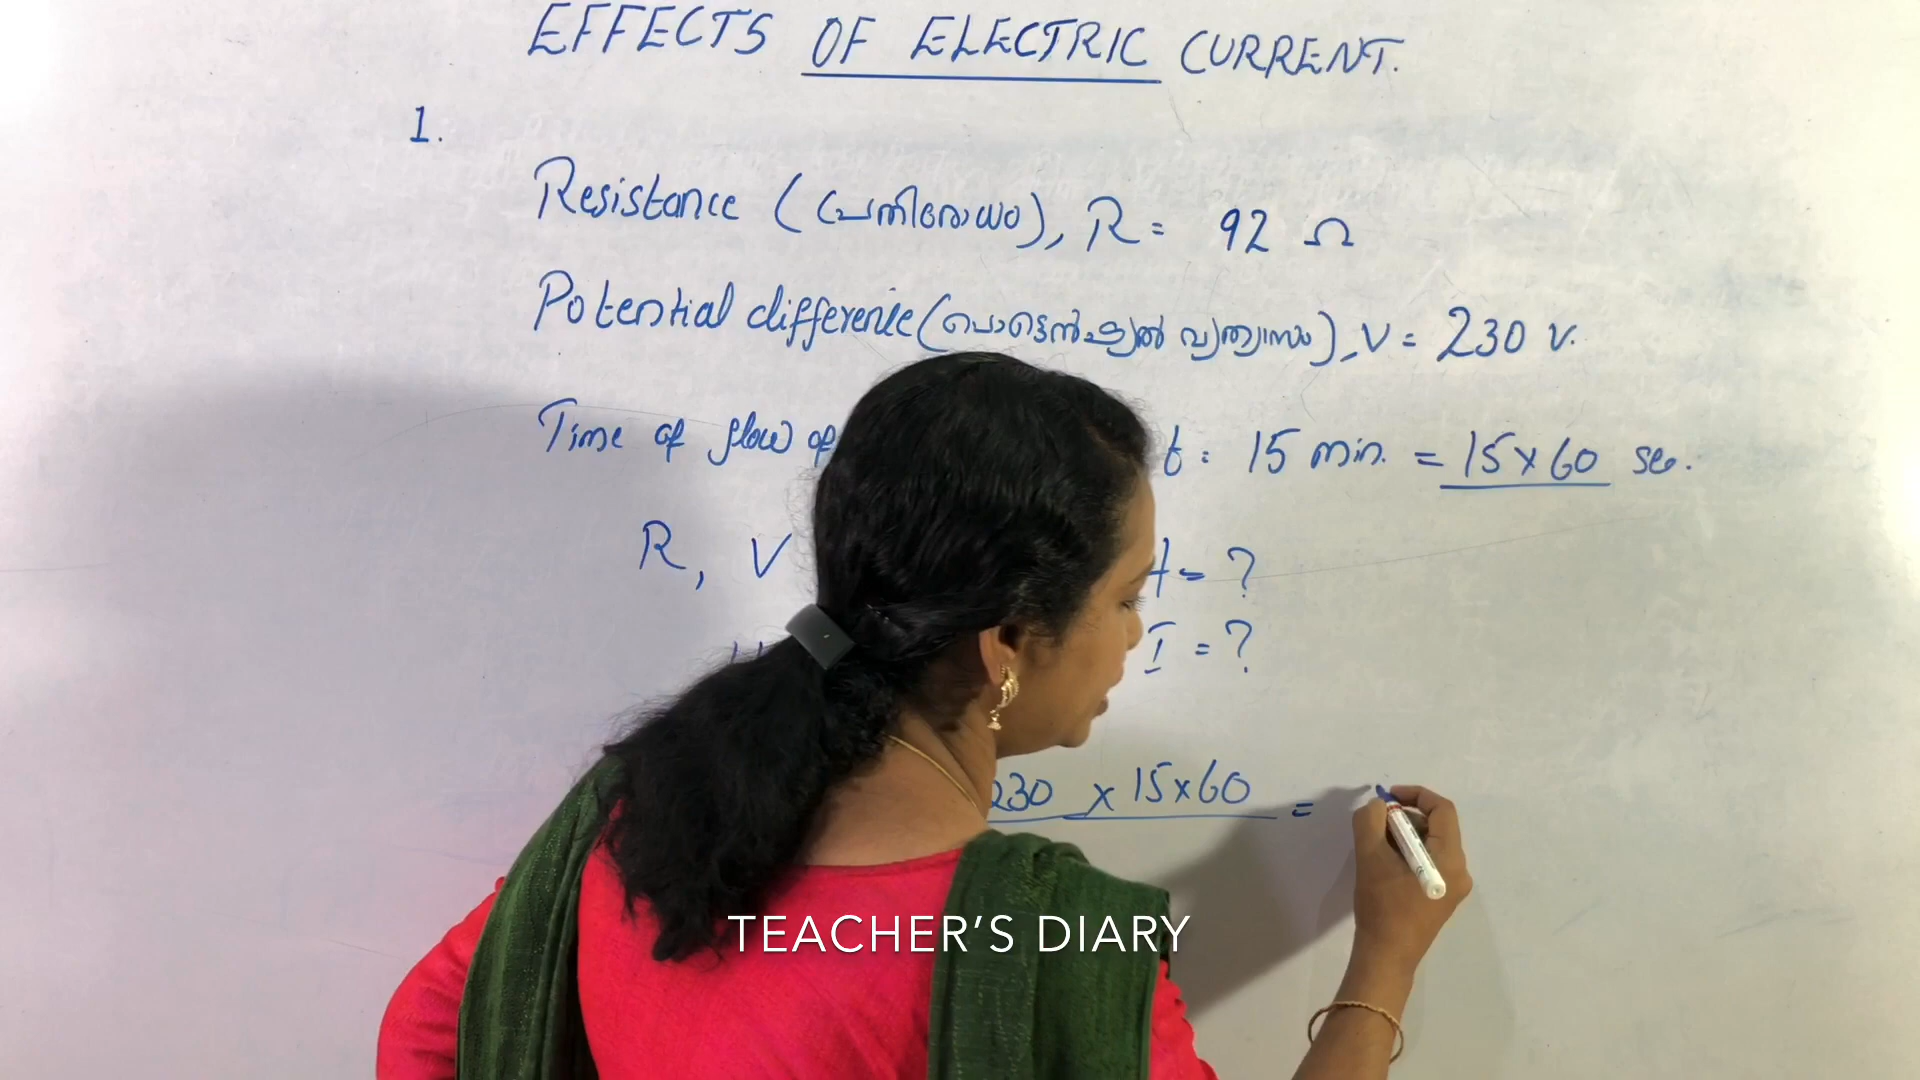 EFFECTS OF ELECTRIC CURRENT.
1.
Resistance (പ്രതിരോധം), R = 92 Ω
Potential difference (പൊട്ടെൻഷ്യൽ വ്യത്യാസം), V = 230 V.
Time of flow of t = 15 min. = 15 x 60 sec.
R, V H = ?
I = ?
230 x 15 x 60 =
TEACHER'S DIARY